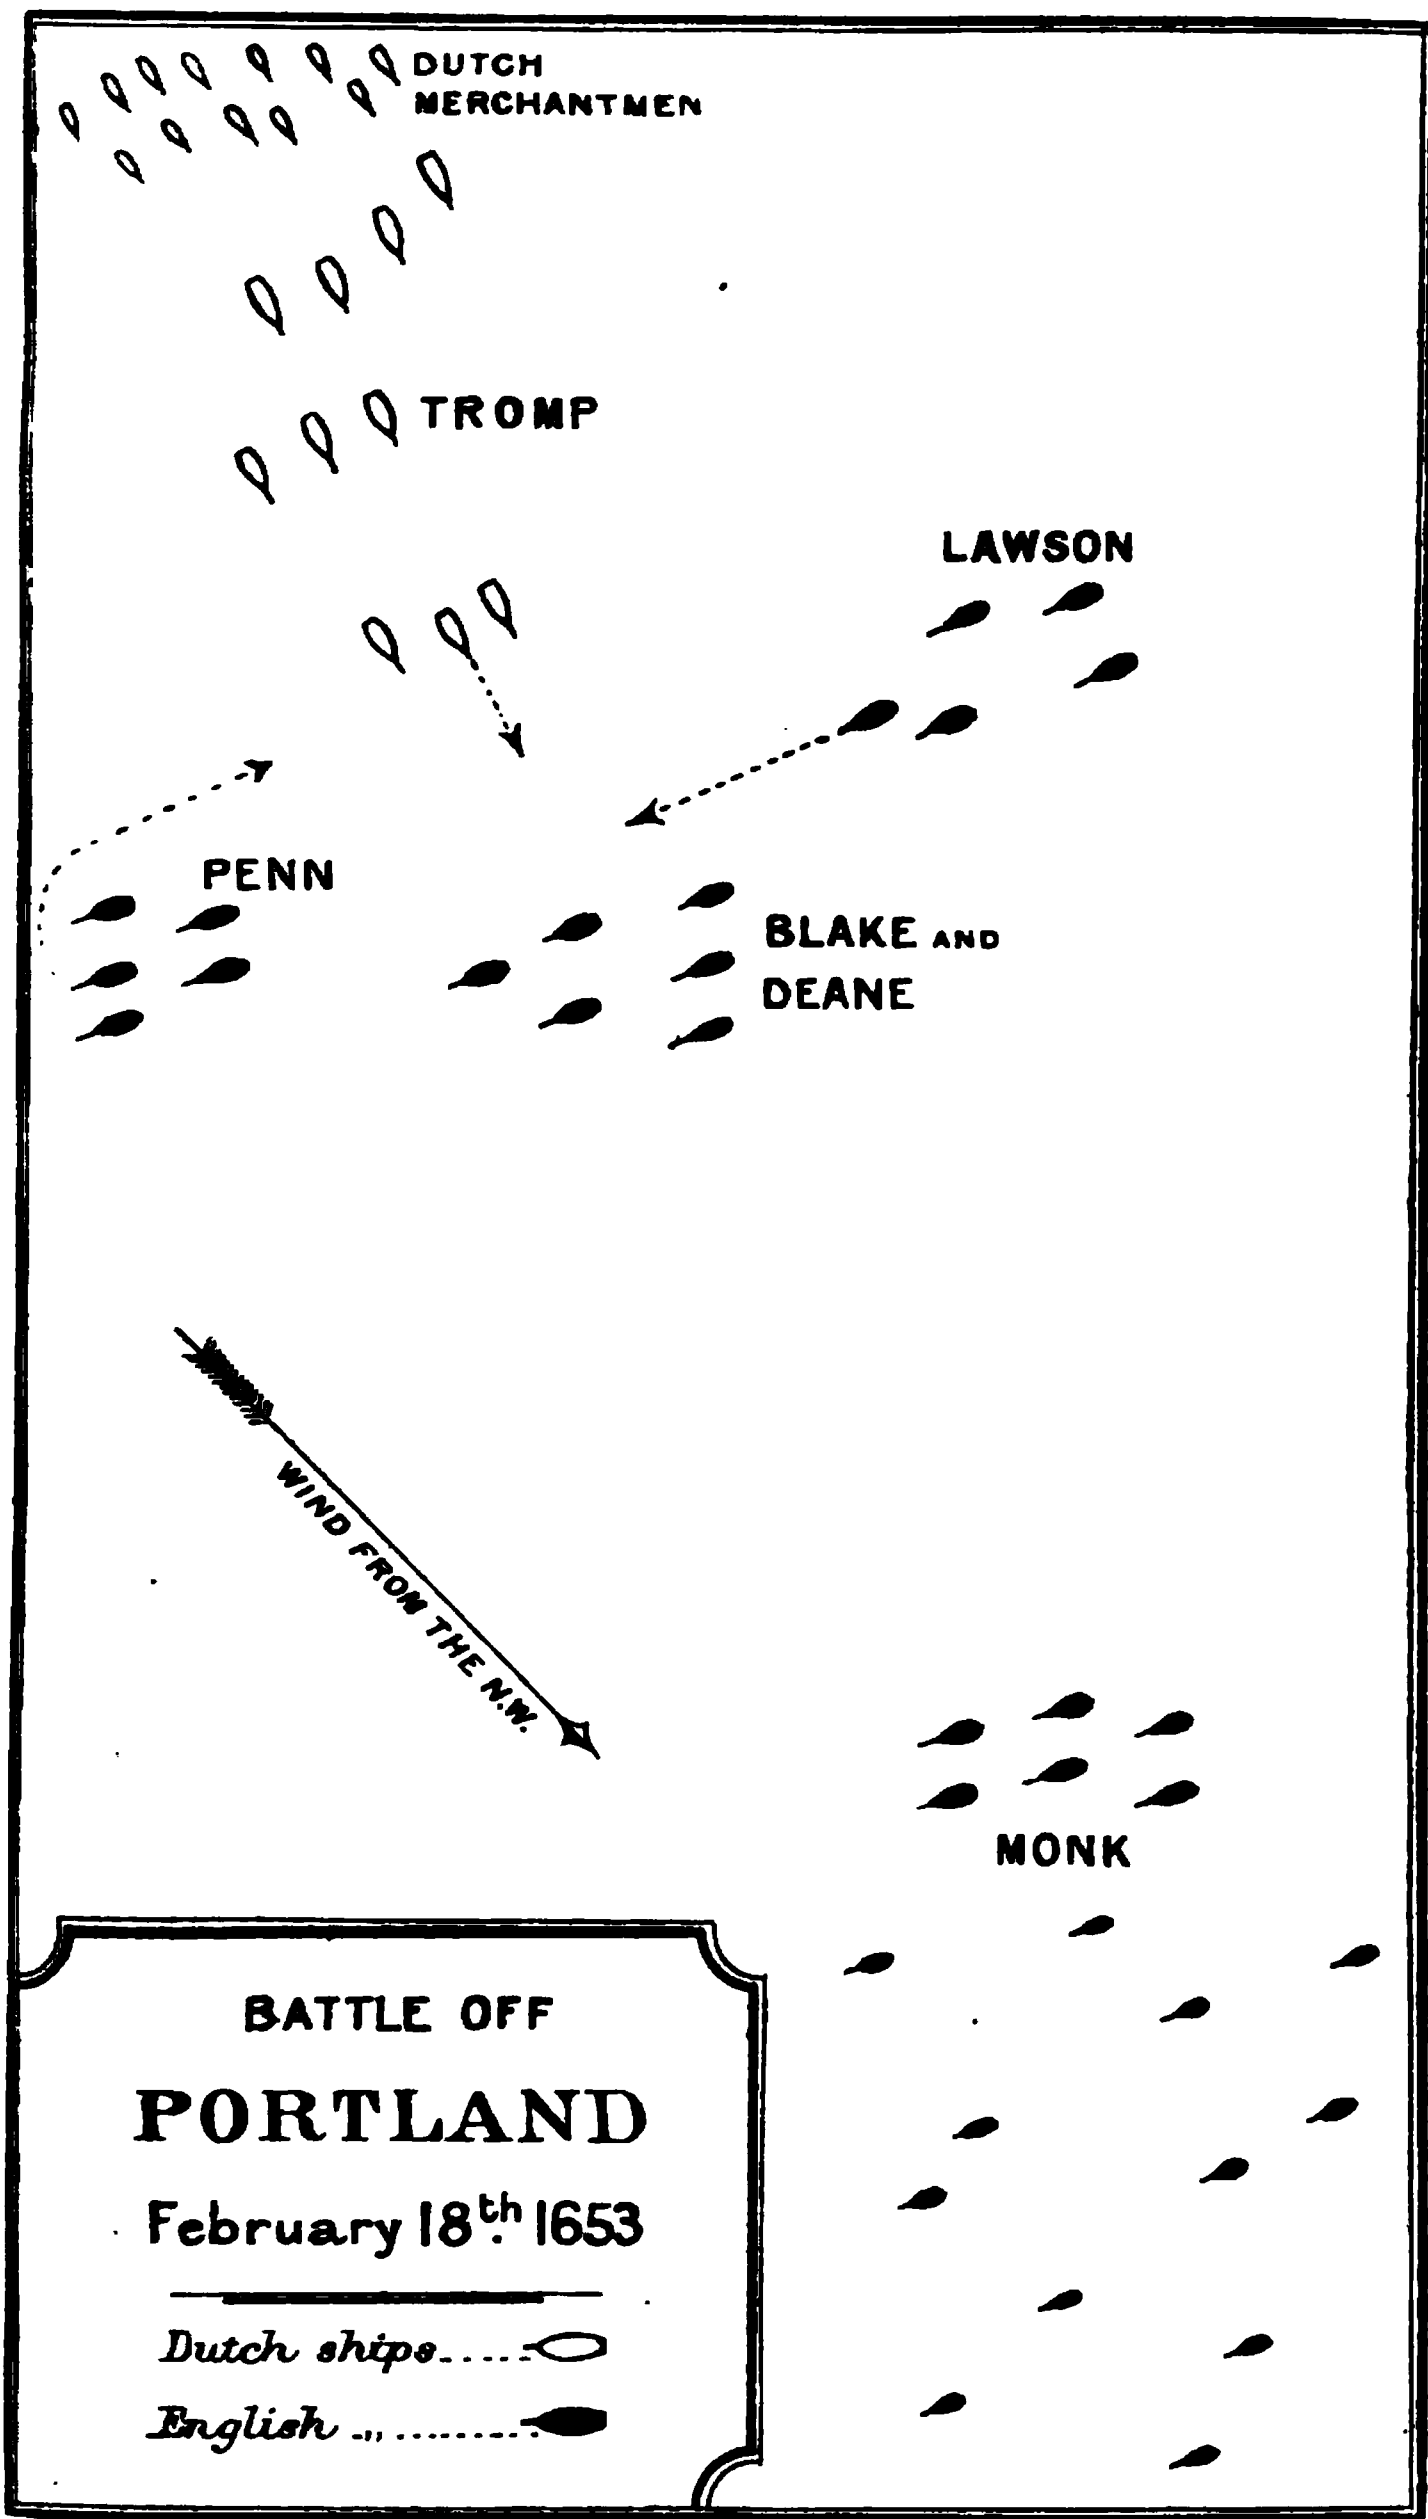 DUTCH
MERCHANTMEN
TROMP
LAWSON
PENN
BLAKE AND
DEANE
WIND FROM THE N.W.
MONK
BATTLE OFF
PORTLAND
February 18th 1653
Dutch ships......
English ,, ..........